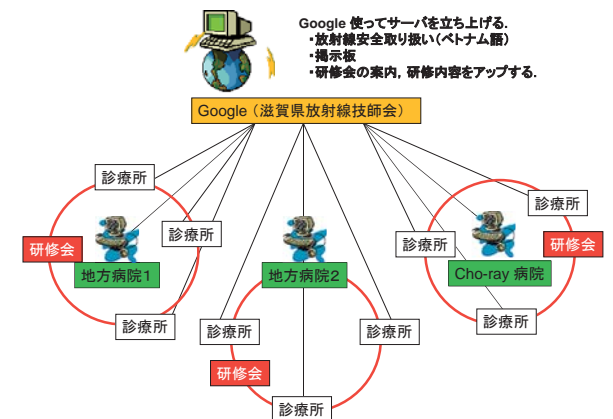 Google 使ってサーバを立ち上げる.
・放射線安全取り扱い(ベトナム語)
・掲示板
・研修会の案内, 研修内容をアップする.
Google (滋賀県放射線技師会)
診療所
診療所
研修会
地方病院1
診療所
診療所
地方病院2
診療所
研修会
診療所
診療所
診療所
診療所
研修会
Cho-ray 病院
診療所